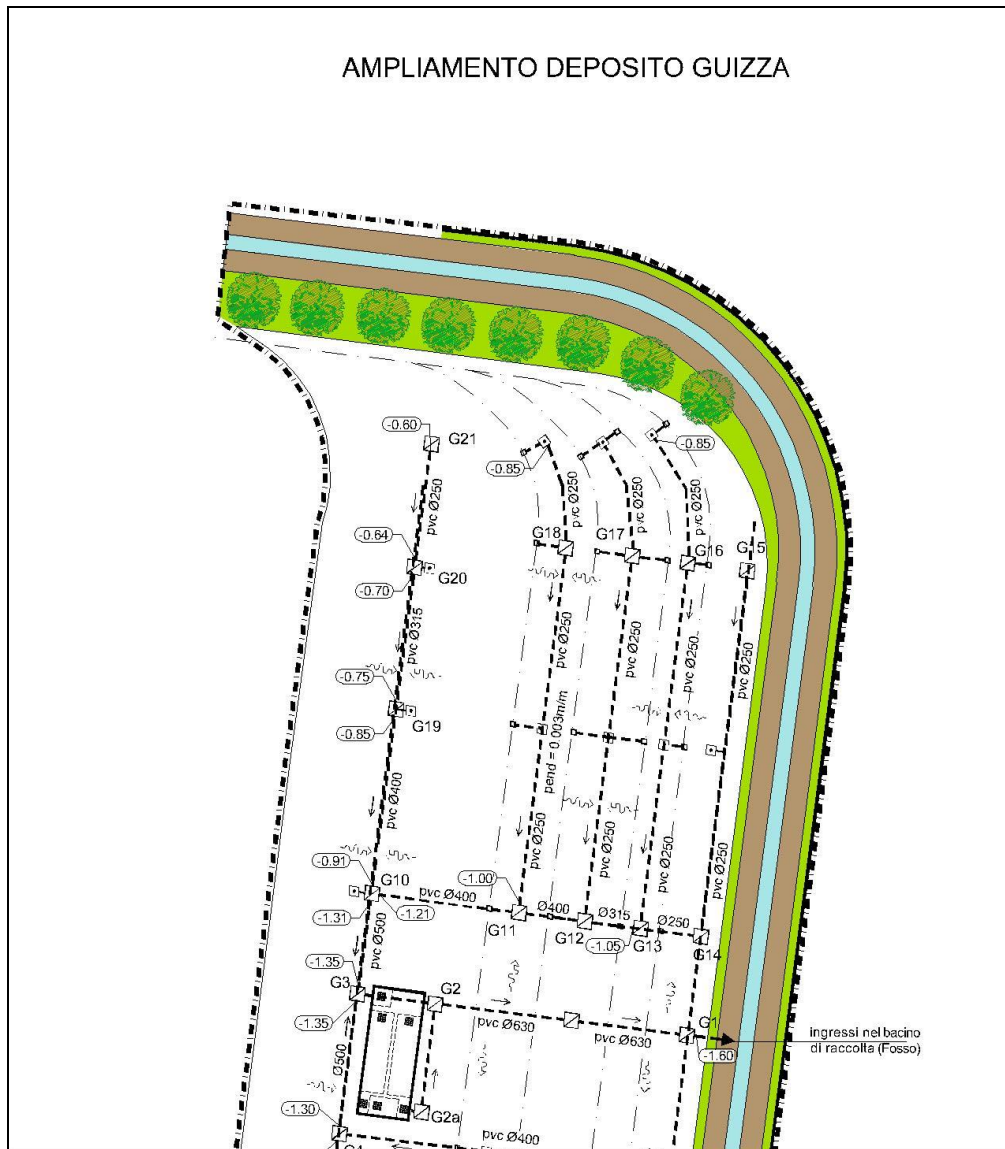 AMPLIAMENTO DEPOSITO GUIZZA
-0.60
G21
-0.85
-0.85
pvc Ø250
pvc Ø250
pvc Ø250
pvc Ø250
G18
G17
G16
G15
-0.64
G20
-0.70
pvc Ø315
pvc Ø250
pvc Ø250
pvc Ø250
pvc Ø250
-0.75
G19
-0.85
pend = 0.003m/m
pvc Ø400
pvc Ø250
pvc Ø250
pvc Ø250
pvc Ø250
-0.91
G10
-1.00
pvc Ø400
Ø400
Ø315
Ø250
-1.31
-1.21
G11
G12
-1.05
G13
G14
pvc Ø500
-1.35
G3
G2
-1.35
pvc Ø630
pvc Ø630
G1
-1.60
ingressi nel bacino
di raccolta (Fosso)
Ø500
-1.30
G2a
pvc Ø400